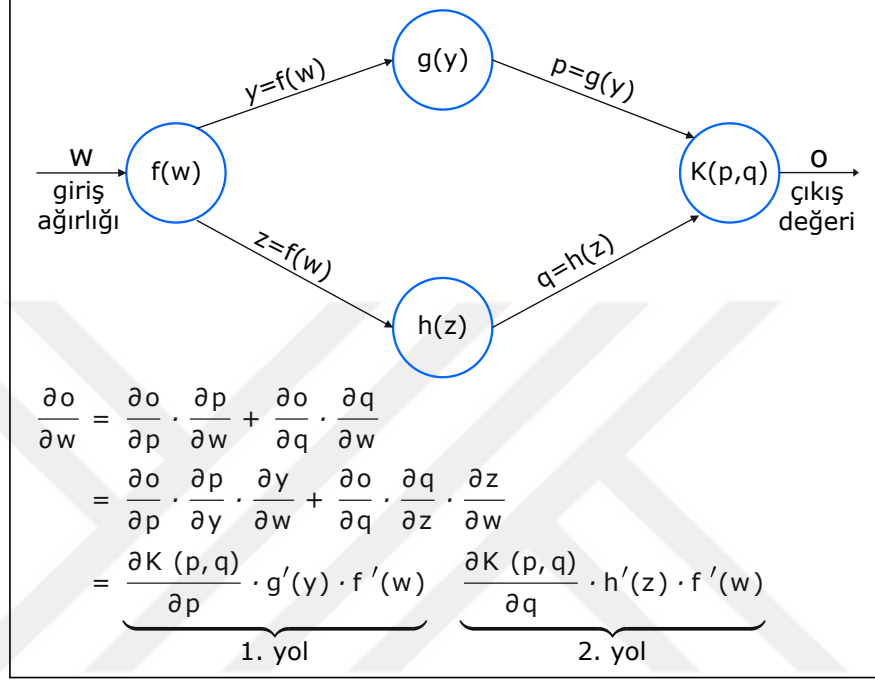 g(y)
y=f(w)
p=g(y)
w
giriş
ağırlığı
f(w)
K(p,q)
o
çıkış
değeri
z=f(w)
q=h(z)
h(z)
∂o/∂w = ∂o/∂p · ∂p/∂w + ∂o/∂q · ∂q/∂w
= ∂o/∂p · ∂p/∂y · ∂y/∂w + ∂o/∂q · ∂q/∂z · ∂z/∂w
= ∂K (p,q)/∂p · g′(y) · f ′(w) ∂K (p,q)/∂q · h′(z) · f ′(w)
1. yol 2. yol